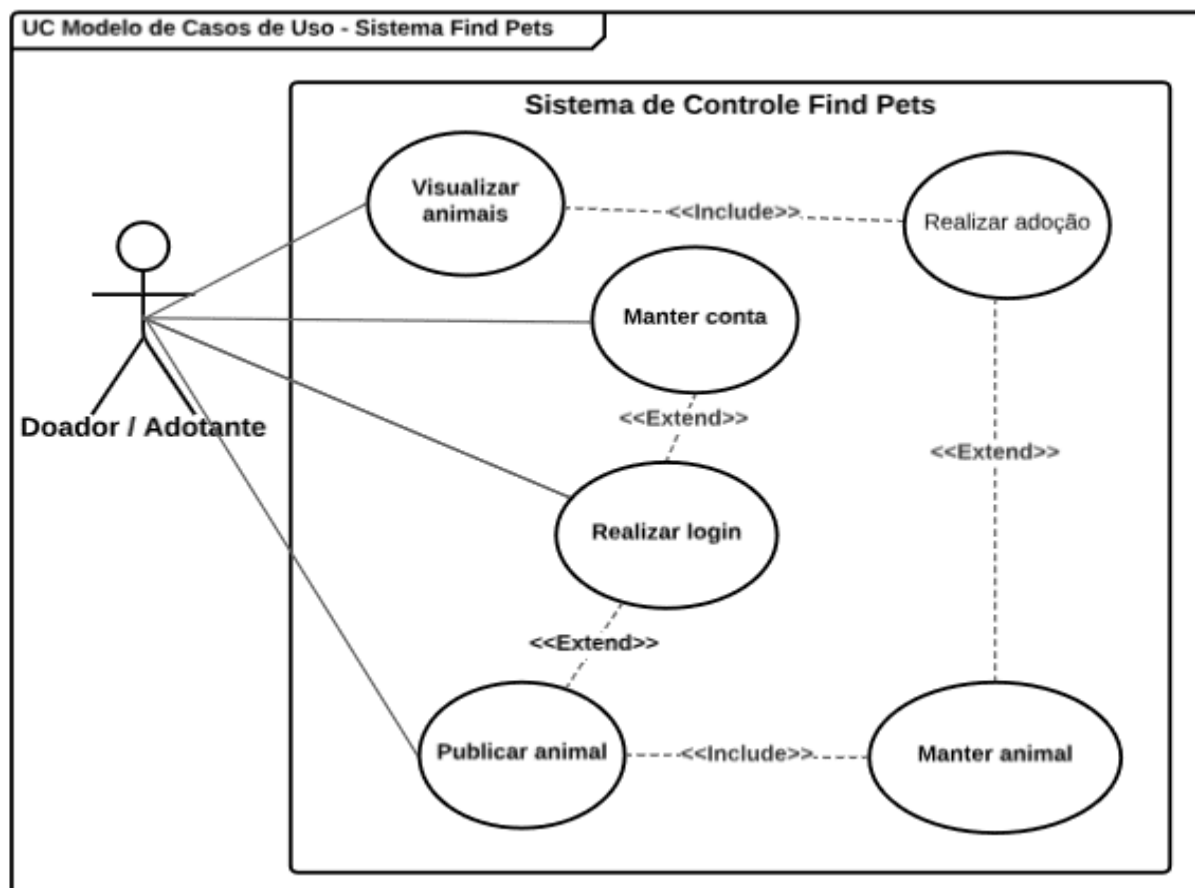 UC Modelo de Casos de Uso - Sistema Find Pets
Sistema de Controle Find Pets
Visualizar
animais
<<Include>>
Realizar adoção
Manter conta
<<Extend>>
Doador / Adotante
<<Extend>>
Realizar login
<<Extend>>
Publicar animal
<<Include>>
Manter animal